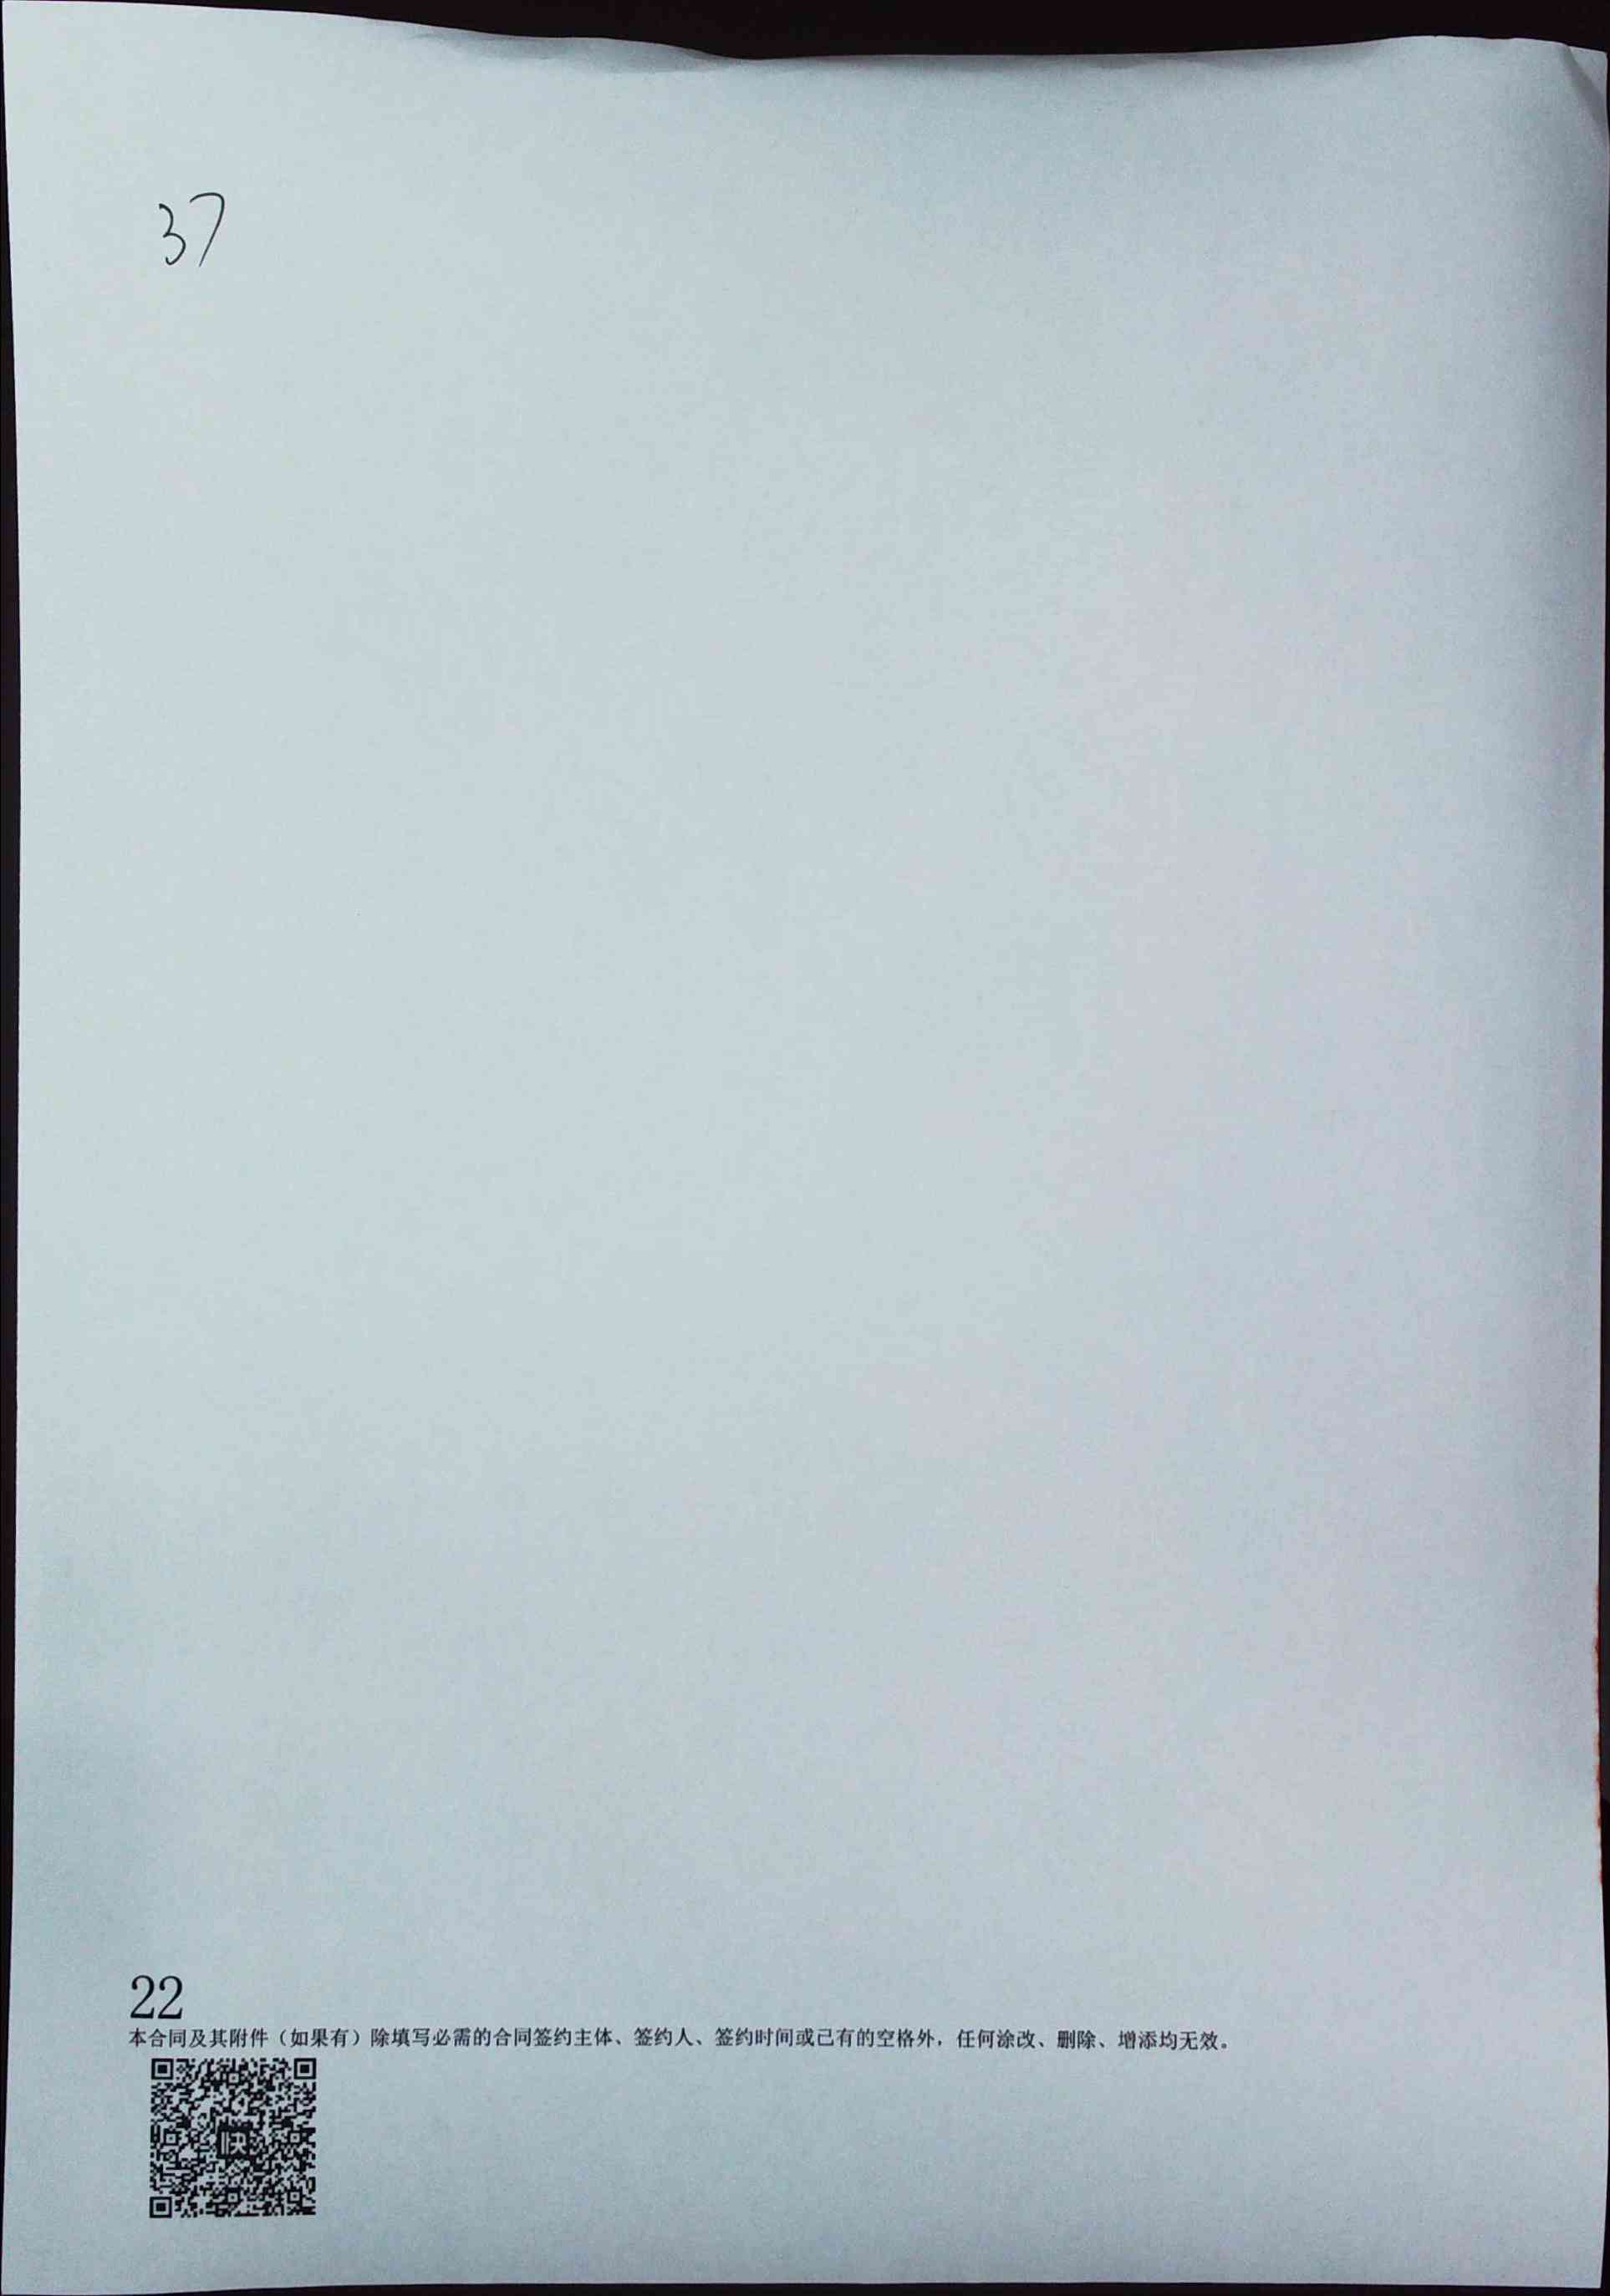 37
22
本合同及其附件（如果有）除填写必需的合同签约主体、签约人、签约时间或已有的空格外，任何涂改、删除、增添均无效。
快